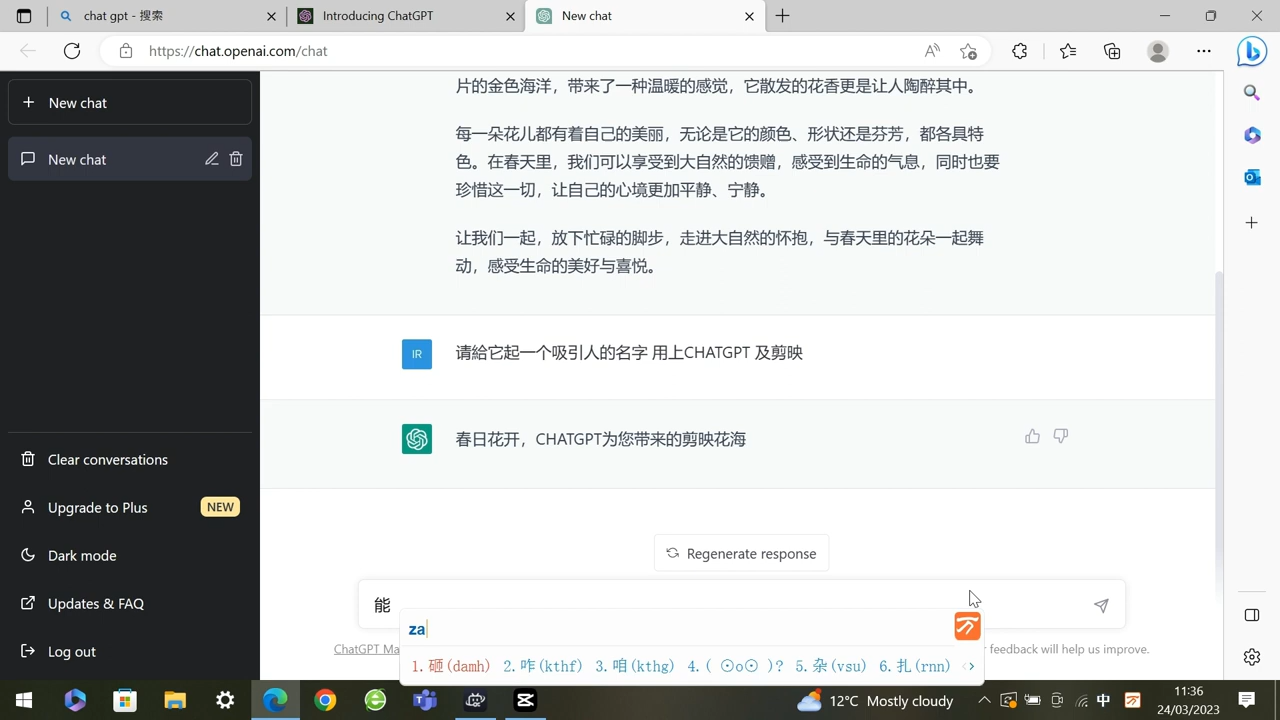 chat gpt - 搜索
Introducing ChatGPT
New chat
https://chat.openai.com/chat
New chat
New chat
片的金色海洋，带来了一种温暖的感觉，它散发的花香更是让人陶醉其中。
每一朵花儿都有着自己的美丽，无论是它的颜色、形状还是芬芳，都各具特
色。在春天里，我们可以享受到大自然的馈赠，感受到生命的气息，同时也要
珍惜这一切，让自己的心境更加平静、宁静。
让我们一起，放下忙碌的脚步，走进大自然的怀抱，与春天里的花朵一起舞
动，感受生命的美好与喜悦。
IR
请給它起一个吸引人的名字 用上CHATGPT 及剪映
春日花开，CHATGPT为您带来的剪映花海
Clear conversations
Upgrade to Plus NEW
Dark mode
Updates & FAQ
Log out
Regenerate response
能
za
1.砸(damh) 2.咋(kthf) 3.咱(kthg) 4.( ⊙o⊙ )? 5.杂(vsu) 6.扎(rnn)
ChatGPT Ma
r feedback will help us improve.
12°C Mostly cloudy
中
11:36
24/03/2023